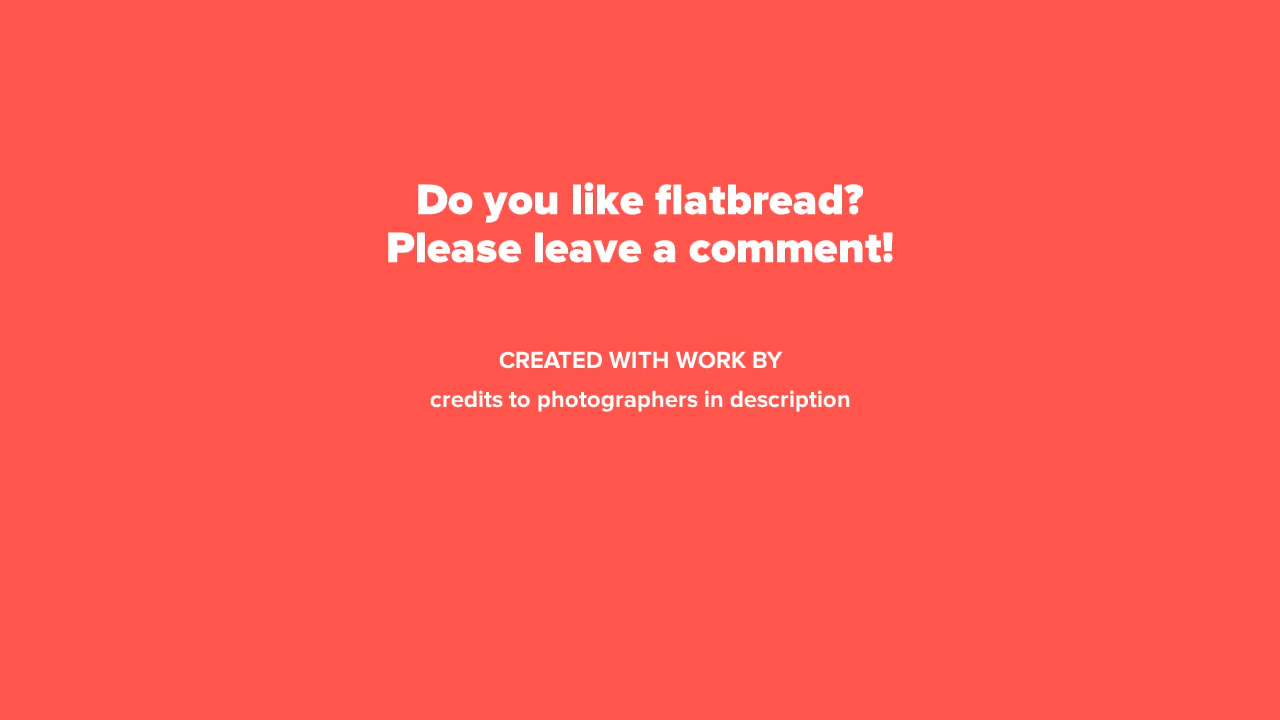 Do you like flatbread?
Please leave a comment!
CREATED WITH WORK BY
credits to photographers in description